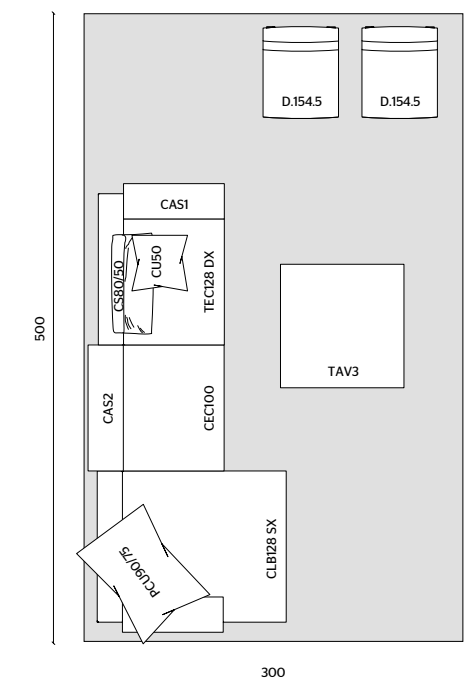 D.154.5
D.154.5
CAS1
CS80/50
CU50
TEC128 DX
500
TAV3
CAS2
CEC100
CLB128 SX
PCU90/75
300